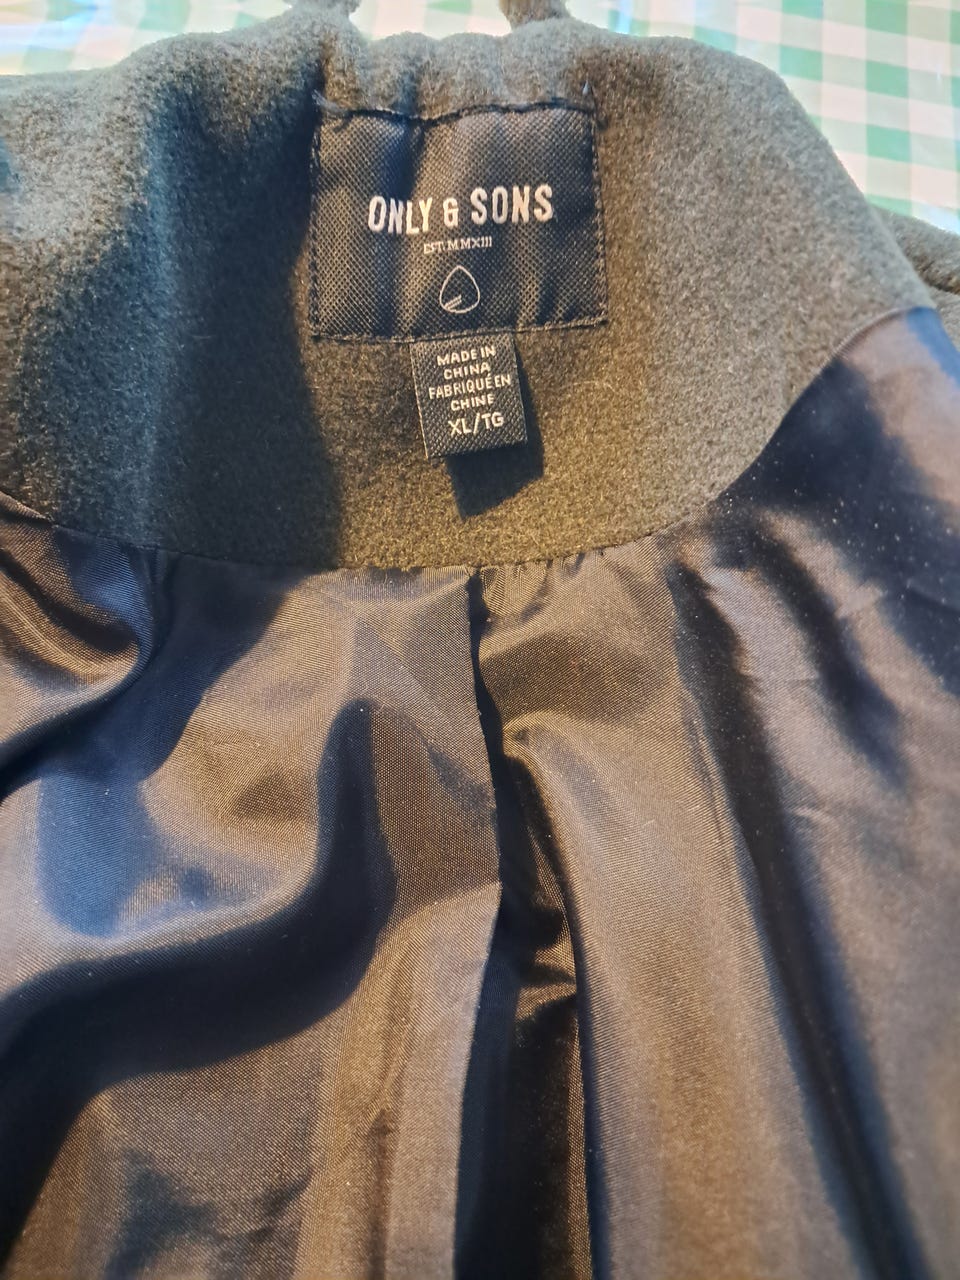 ONLY & SONS
EST. MMXIII
MADE IN
CHINA
FABRIQUÉ EN
CHINE
XL/TG